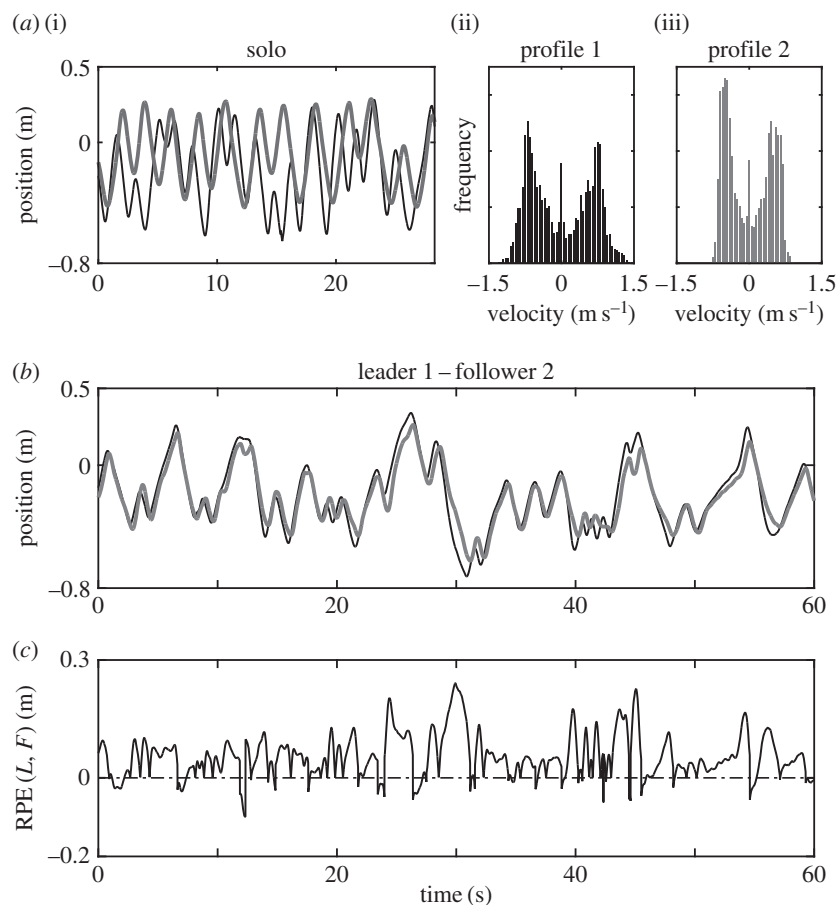 (a) (i)
solo
0.5
0
−0.8
position (m)
0 10 20
(ii)
profile 1
frequency
−1.5 0 1.5
velocity (m s−1)
(iii)
profile 2
−1.5 0 1.5
velocity (m s−1)
(b)
leader 1 – follower 2
0.5
0
−0.8
position (m)
0 20 40 60
(c)
0.3
0
−0.2
RPE (L, F) (m)
0 20 40 60
time (s)